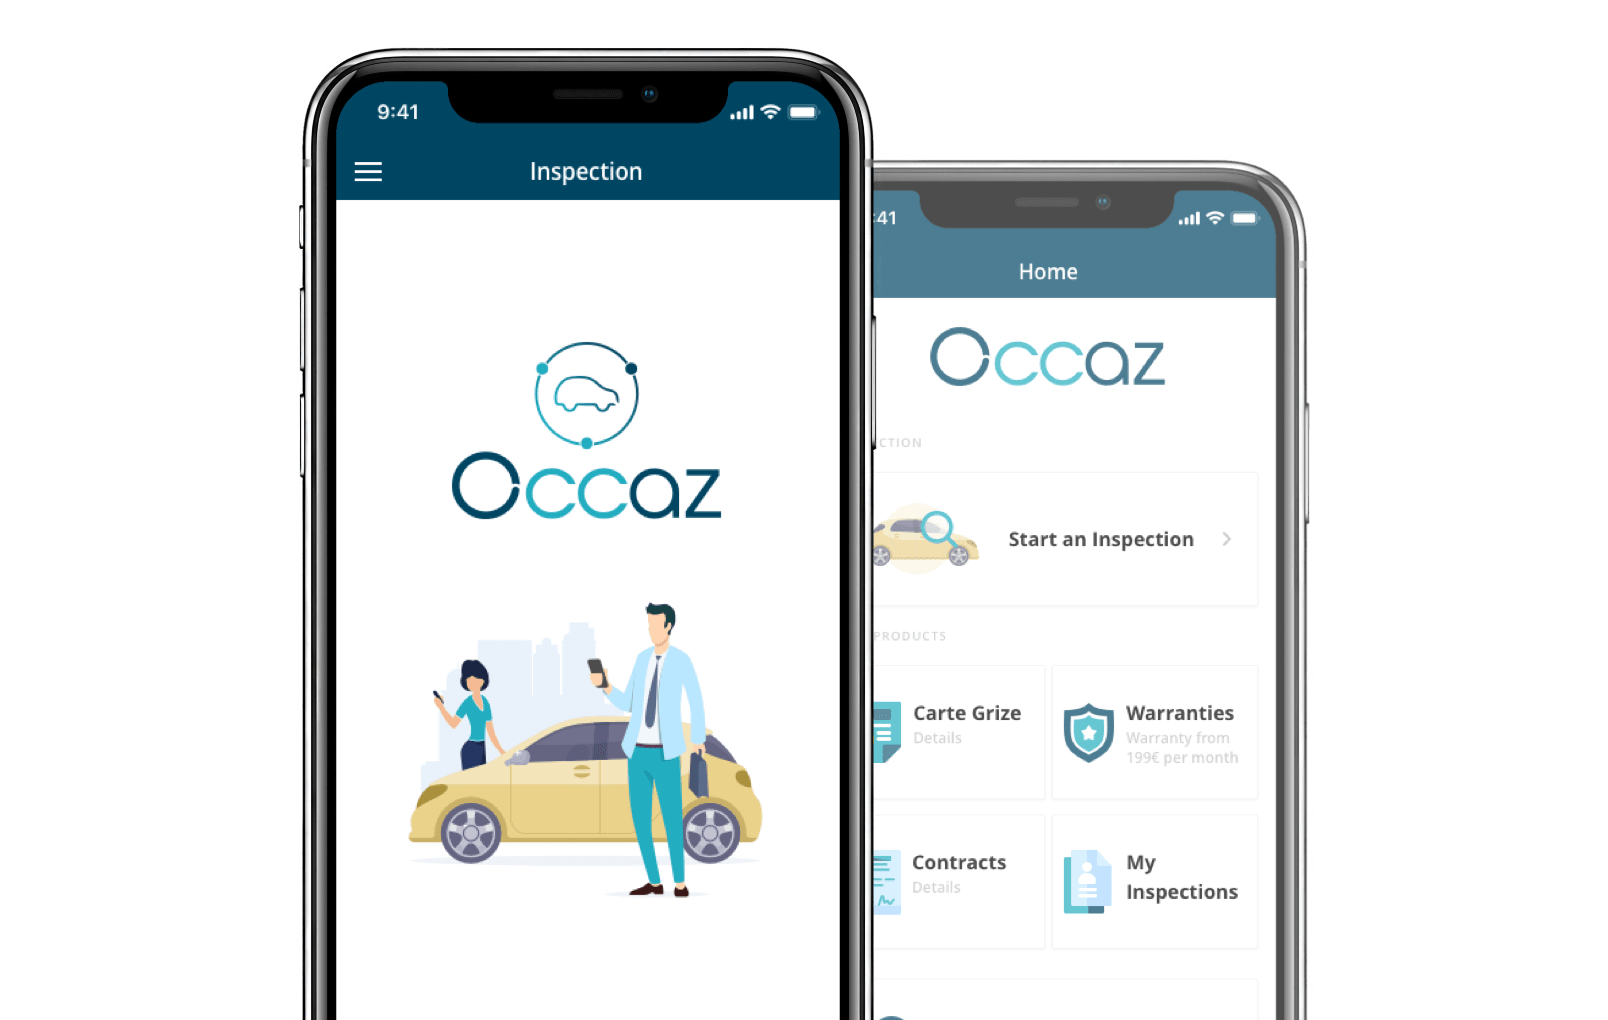 9:41
Inspection
Occaz
:41
Home
Occaz
CTION
Start an Inspection
PRODUCTS
Carte Grize
Details
Warranties
Warranty from
199€ per month
Contracts
Details
My
Inspections